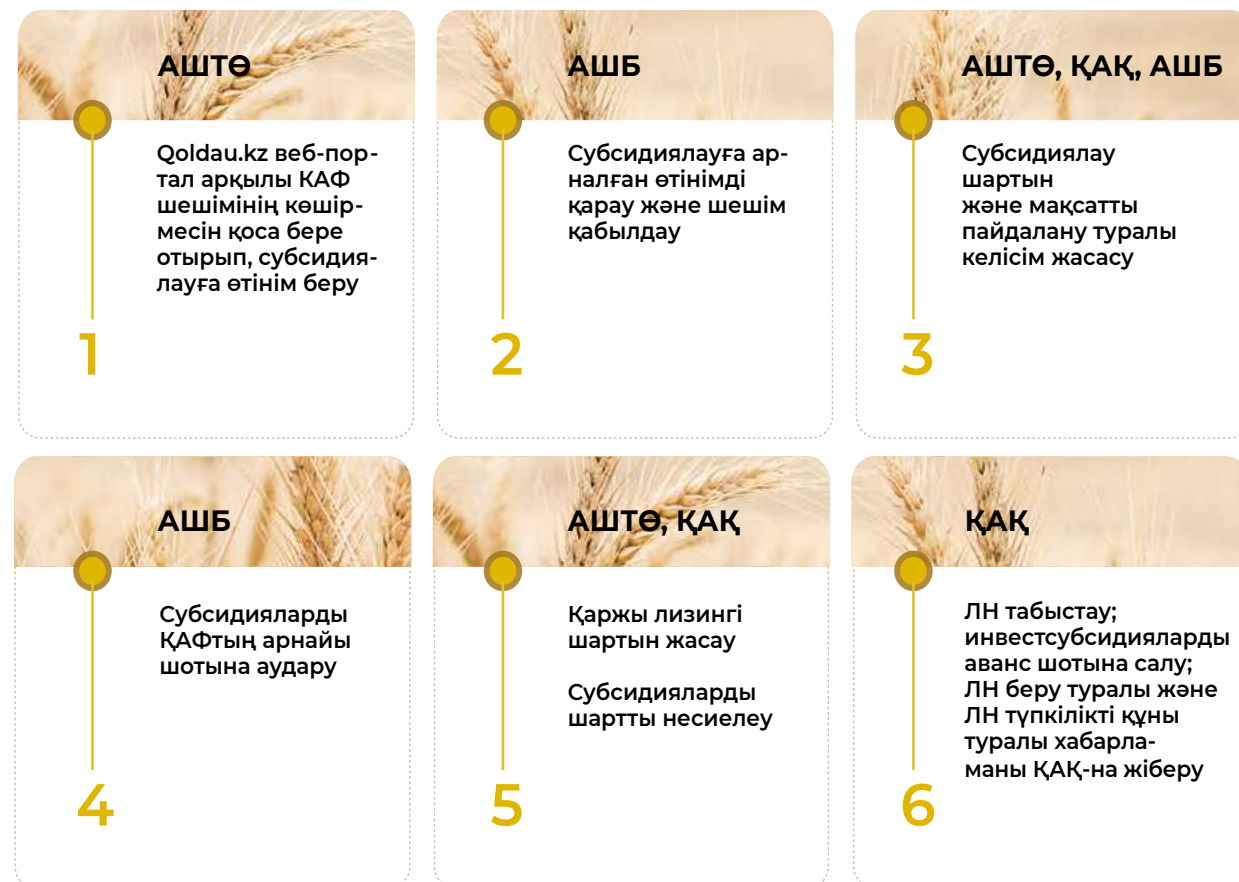 АШТӨ
Qoldau.kz веб-пор-
тал арқылы КАФ
шешімінің көшір-
месін қоса бере
отырып, субсидия-
лауға өтінім беру
1
АШБ
Субсидиялауға ар-
налған өтінімді
қарау және шешім
қабылдау
2
АШТӨ, ҚАҚ, АШБ
Субсидиялау
шартын
және мақсатты
пайдалану туралы
келісім жасасу
3
АШБ
Субсидияларды
ҚАФтың арнайы
шотына аудару
4
АШТӨ, ҚАҚ
Қаржы лизингі
шартын жасау
Субсидияларды
шартты несиелеу
5
ҚАҚ
ЛН табыстау;
инвестсубсидияларды
аванс шотына салу;
ЛН беру туралы және
ЛН түпкілікті құны
туралы хабарла-
маны ҚАҚ-на жіберу
6